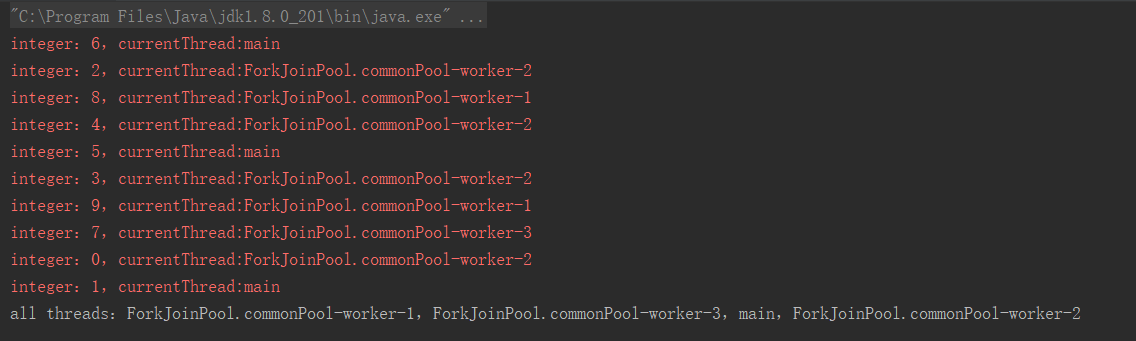 "C:\Program Files\Java\jdk1.8.0_201\bin\java.exe" ...
integer：6，currentThread:main
integer：2，currentThread:ForkJoinPool.commonPool-worker-2
integer：8，currentThread:ForkJoinPool.commonPool-worker-1
integer：4，currentThread:ForkJoinPool.commonPool-worker-2
integer：5，currentThread:main
integer：3，currentThread:ForkJoinPool.commonPool-worker-2
integer：9，currentThread:ForkJoinPool.commonPool-worker-1
integer：7，currentThread:ForkJoinPool.commonPool-worker-3
integer：0，currentThread:ForkJoinPool.commonPool-worker-2
integer：1，currentThread:main
all threads：ForkJoinPool.commonPool-worker-1，ForkJoinPool.commonPool-worker-3，main，ForkJoinPool.commonPool-worker-2